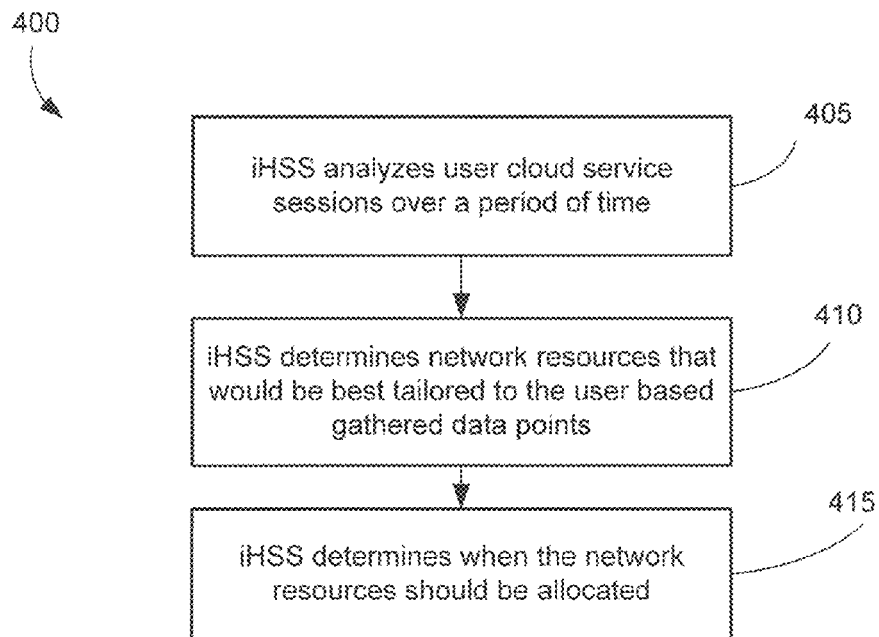 400
405
iHSS analyzes user cloud service
sessions over a period of time
410
iHSS determines network resources that
would be best tailored to the user based
gathered data points
415
iHSS determines when the network
resources should be allocated